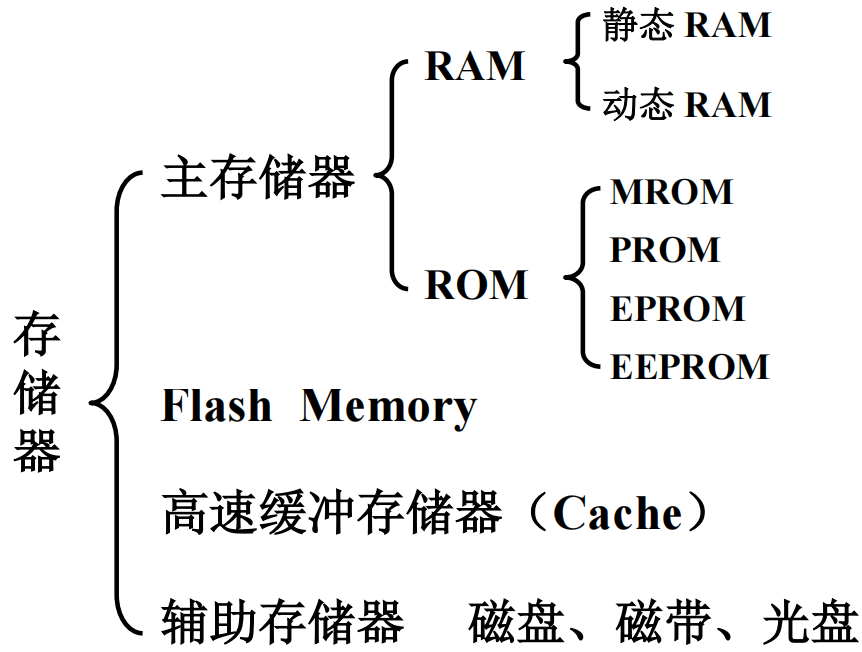 存储器
主存储器
RAM
静态 RAM
动态 RAM
ROM
MROM
PROM
EPROM
EEPROM
Flash Memory
高速缓冲存储器（Cache）
辅助存储器 磁盘、磁带、光盘